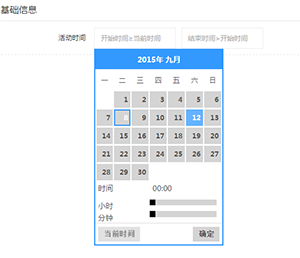 基础信息
活动时间 开始时间≥当前时间 结束时间>开始时间
2015年 九月
一 二 三 四 五 六 日
1 2 3 4 5 6
7 8 9 10 11 12 13
14 15 16 17 18 19 20
21 22 23 24 25 26 27
28 29 30
时间 00:00
小时
分钟
当前时间 确定